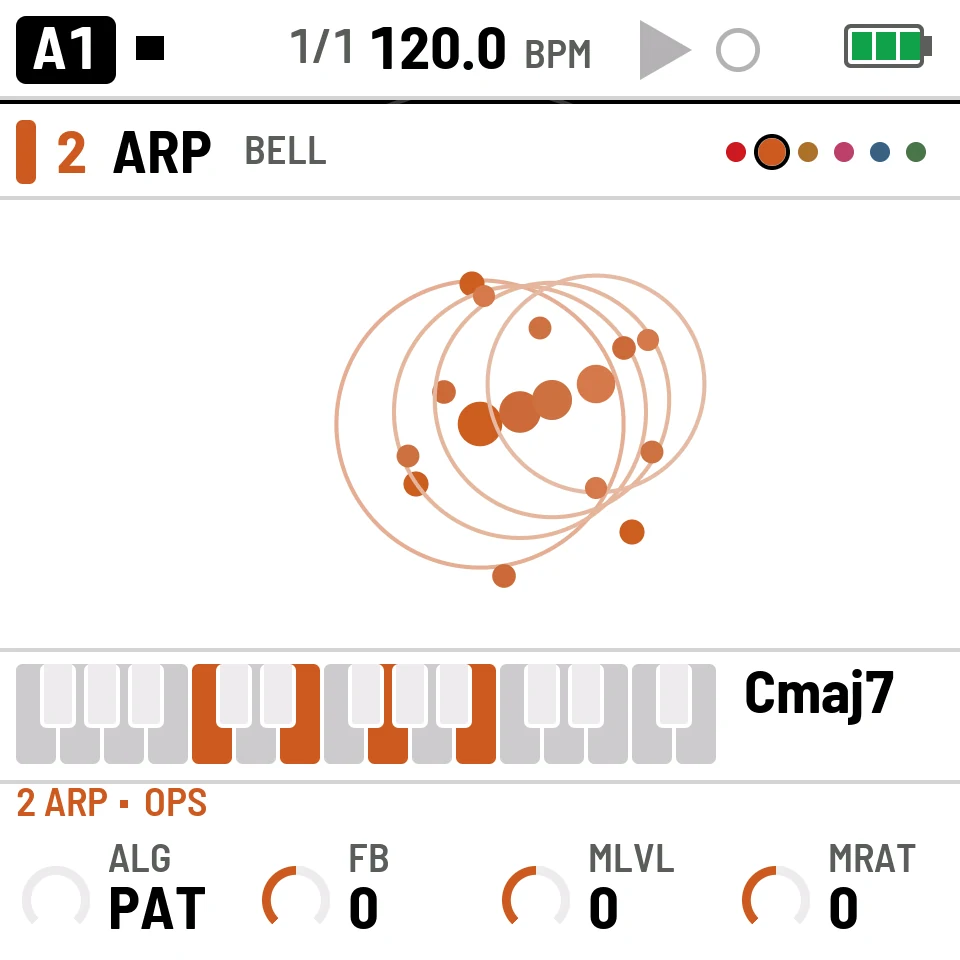 A1 1/1 120.0 BPM
2 ARP BELL
Cmaj7
2 ARP · OPS
ALG FB MLVL MRAT
PAT 0 0 0